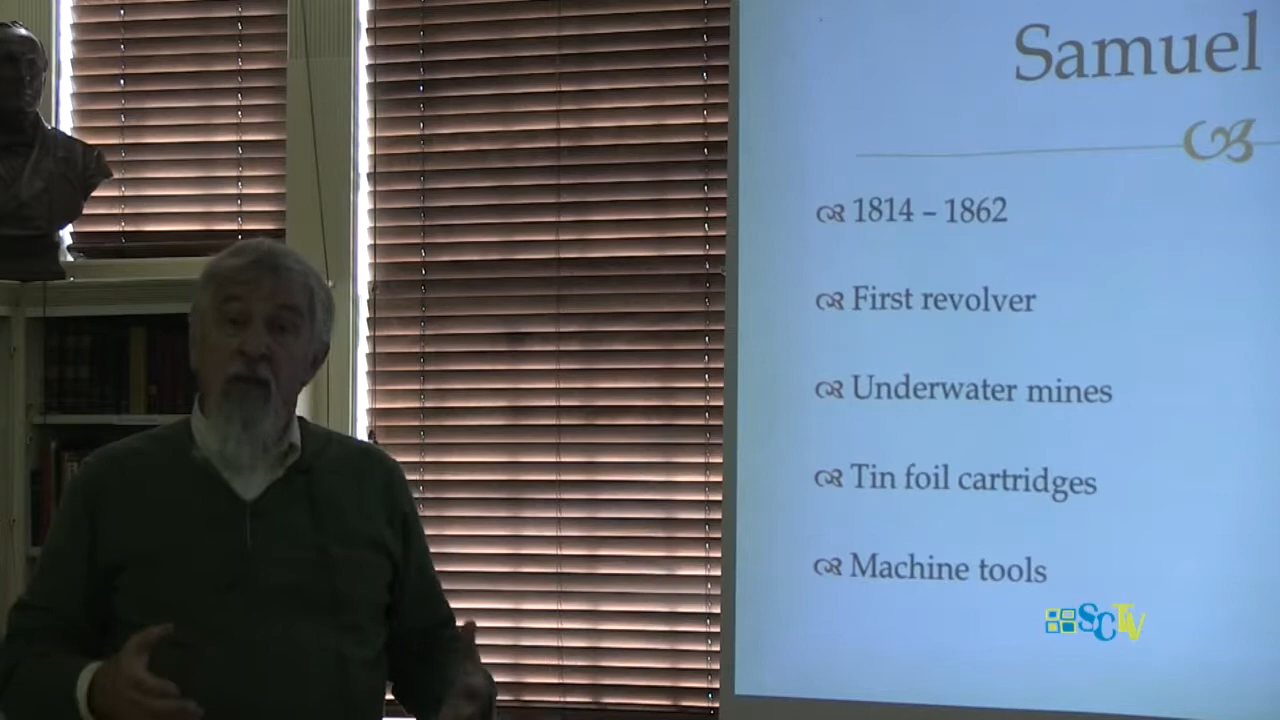 Samuel
1814 – 1862
First revolver
Underwater mines
Tin foil cartridges
Machine tools
SCTV